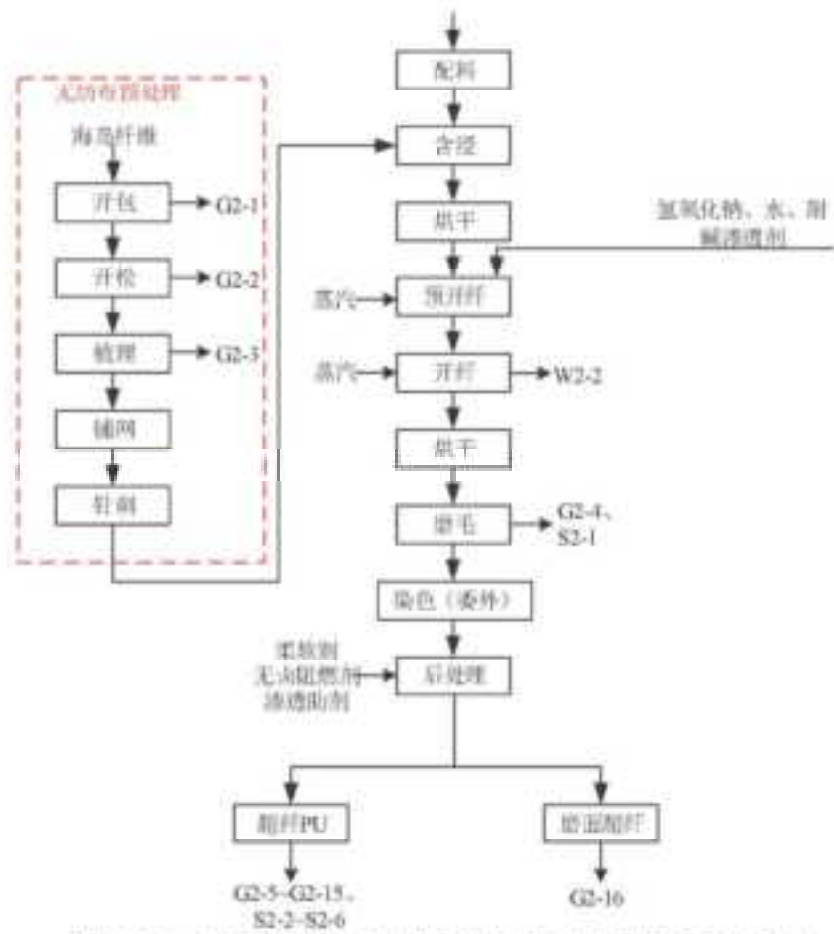 配料
无纺布预处理
海岛纤维
含浸
开包
G2-1
烘干
氢氧化钠、水、耐
碱渗透剂
开松
G2-2
蒸汽
预开纤
梳理
G2-3
蒸汽
开纤
W2-2
铺网
烘干
针刺
磨毛
G2-4、
S2-1
染色（委外）
柔软剂
无卤阻燃剂
渗透助剂
后处理
超纤PU
磨面超纤
G2-5~G2-15、
S2-2~S2-6
G2-16